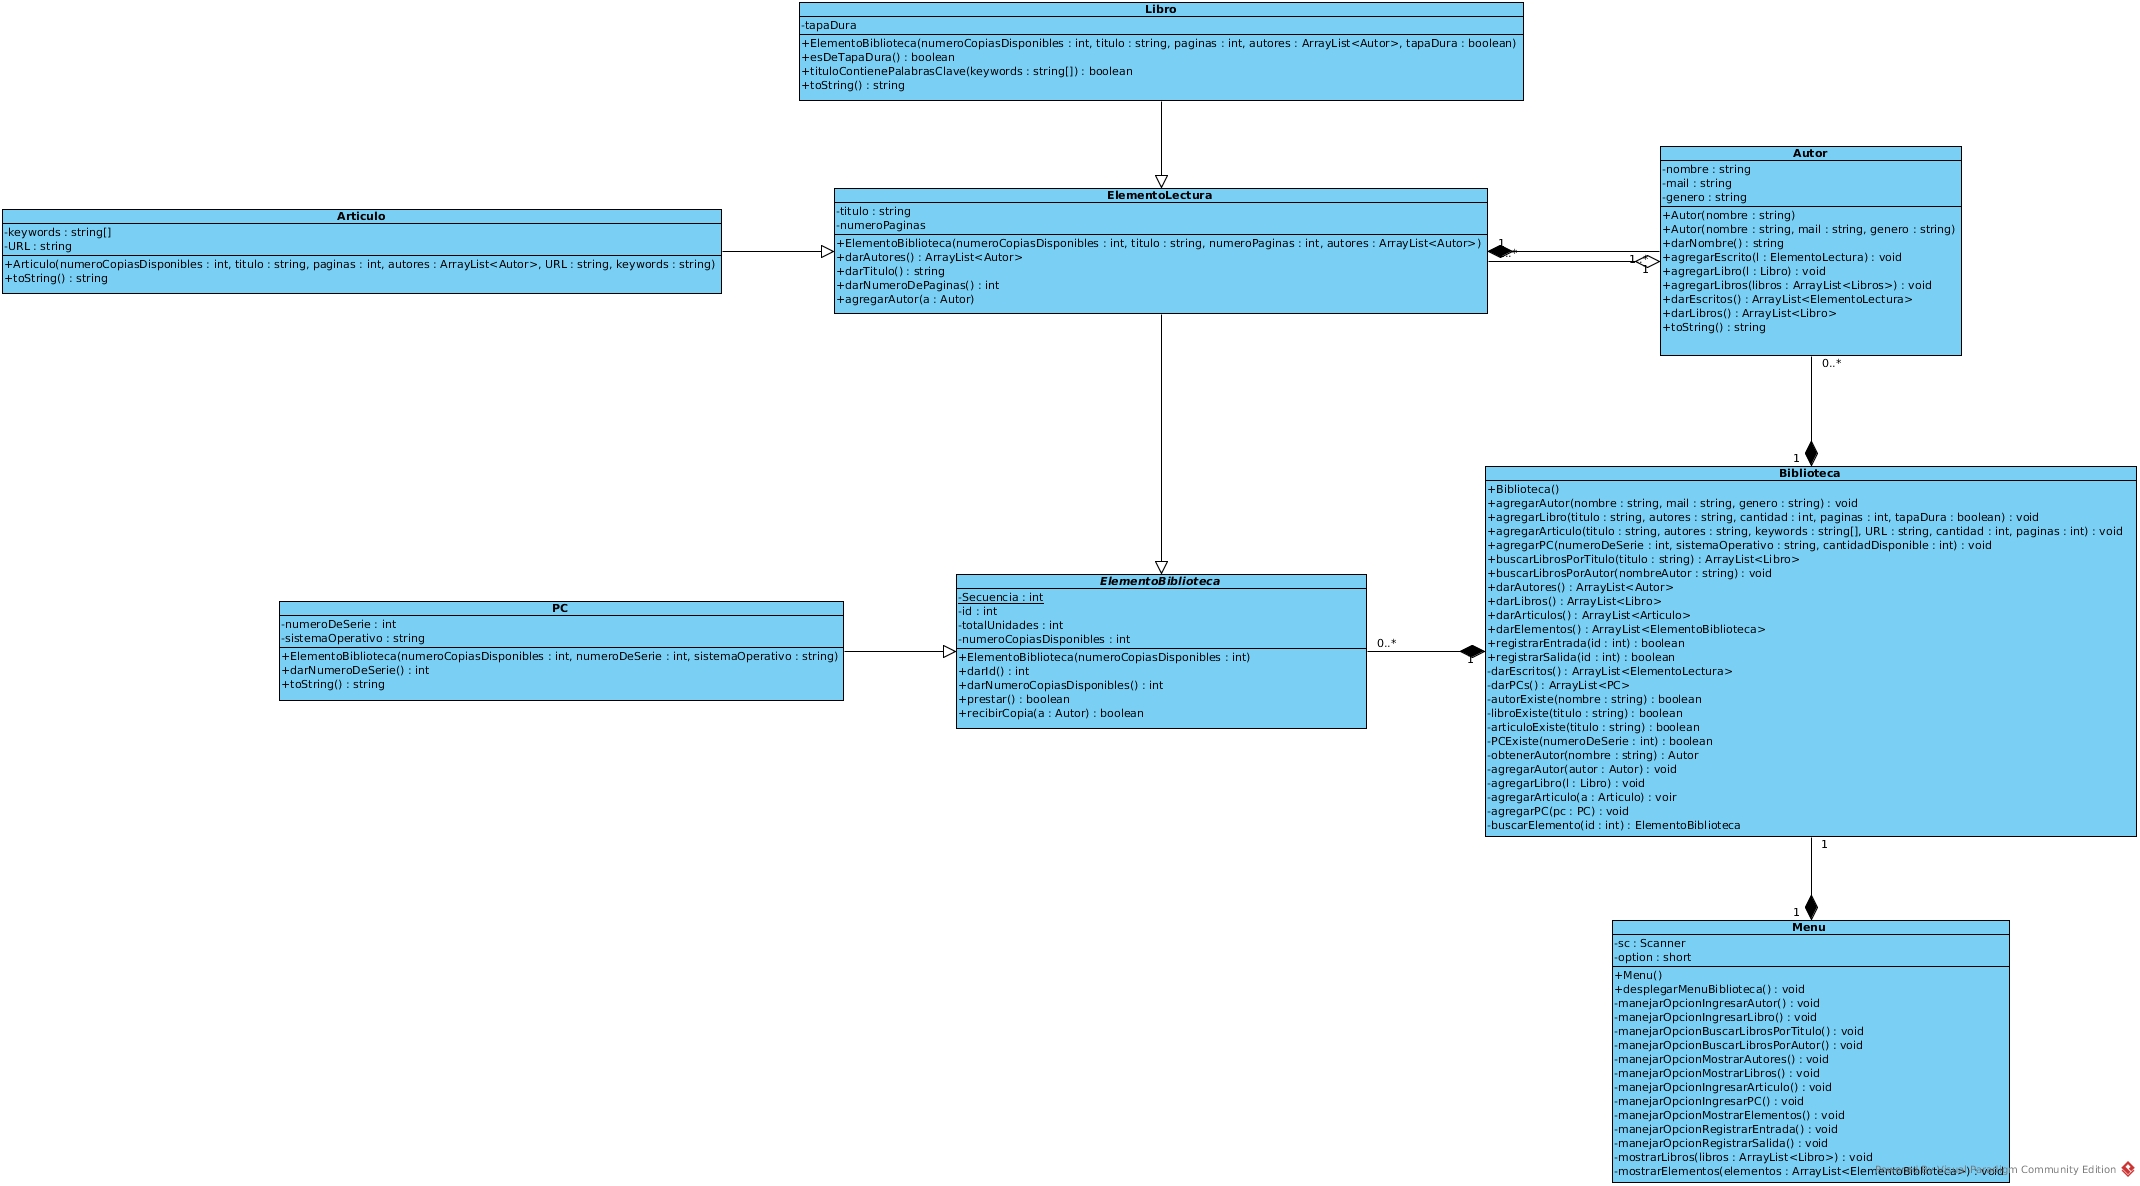 Libro
-tapaDura
+ElementoBiblioteca(numeroCopiasDisponibles : int, titulo : string, paginas : int, autores : ArrayList<Autor>, tapaDura : boolean)
+esDeTapaDura() : boolean
+tituloContienePalabrasClave(keywords : string[]) : boolean
+toString() : string
Articulo
-keywords : string[]
-URL : string
+Articulo(numeroCopiasDisponibles : int, titulo : string, paginas : int, autores : ArrayList<Autor>, URL : string, keywords : string)
+toString() : string
ElementoLectura
-titulo : string
-numeroPaginas
+ElementoBiblioteca(numeroCopiasDisponibles : int, titulo : string, numeroPaginas : int, autores : ArrayList<Autor>)
+darAutores() : ArrayList<Autor>
+darTitulo() : string
+darNumeroDePaginas() : int
+agregarAutor(a : Autor)
1
1..*
1
Autor
-nombre : string
-mail : string
-genero : string
+Autor(nombre : string)
+Autor(nombre : string, mail : string, genero : string)
+darNombre() : string
+agregarEscrito(l : ElementoLectura) : void
+agregarLibro(l : Libro) : void
+agregarLibros(libros : ArrayList<Libros>) : void
+darEscritos() : ArrayList<ElementoLectura>
+darLibros() : ArrayList<Libro>
+toString() : string
0..*
1
PC
-numeroDeSerie : int
-sistemaOperativo : string
+ElementoBiblioteca(numeroCopiasDisponibles : int, numeroDeSerie : int, sistemaOperativo : string)
+darNumeroDeSerie() : int
+toString() : string
ElementoBiblioteca
-Secuencia : int
-id : int
-totalUnidades : int
-numeroCopiasDisponibles : int
+ElementoBiblioteca(numeroCopiasDisponibles : int)
+darId() : int
+darNumeroCopiasDisponibles() : int
+prestar() : boolean
+recibirCopia(a : Autor) : boolean
0..*
1
Biblioteca
+Biblioteca()
+agregarAutor(nombre : string, mail : string, genero : string) : void
+agregarLibro(titulo : string, autores : string, cantidad : int, paginas : int, tapaDura : boolean) : void
+agregarArticulo(titulo : string, autores : string, keywords : string[], URL : string, cantidad : int, paginas : int) : void
+agregarPC(numeroDeSerie : int, sistemaOperativo : string, cantidadDisponible : int) : void
+buscarLibrosPorTitulo(titulo : string) : ArrayList<Libro>
+buscarLibrosPorAutor(nombreAutor : string) : void
+darAutores() : ArrayList<Autor>
+darLibros() : ArrayList<Libro>
+darArticulos() : ArrayList<Articulo>
+darElementos() : ArrayList<ElementoBiblioteca>
+registrarEntrada(id : int) : boolean
+registrarSalida(id : int) : boolean
-darEscritos() : ArrayList<ElementoLectura>
-darPCs() : ArrayList<PC>
-autorExiste(nombre : string) : boolean
-libroExiste(titulo : string) : boolean
-articuloExiste(titulo : string) : boolean
-PCExiste(numeroDeSerie : int) : boolean
-obtenerAutor(nombre : string) : Autor
-agregarAutor(autor : Autor) : void
-agregarLibro(l : Libro) : void
-agregarArticulo(a : Articulo) : voir
-agregarPC(pc : PC) : void
-buscarElemento(id : int) : ElementoBiblioteca
1
1
Menu
-sc : Scanner
-option : short
+Menu()
+desplegarMenuBiblioteca() : void
-manejarOpcionIngresarAutor() : void
-manejarOpcionIngresarLibro() : void
-manejarOpcionBuscarLibrosPorTitulo() : void
-manejarOpcionBuscarLibrosPorAutor() : void
-manejarOpcionMostrarAutores() : void
-manejarOpcionMostrarLibros() : void
-manejarOpcionIngresarArticulo() : void
-manejarOpcionIngresarPC() : void
-manejarOpcionMostrarElementos() : void
-manejarOpcionRegistrarEntrada() : void
-manejarOpcionRegistrarSalida() : void
-mostrarLibros(libros : ArrayList<Libro>) : void
-mostrarElementos(elementos : ArrayList<ElementoBiblioteca>) : void
Powered By Visual Paradigm Community Edition